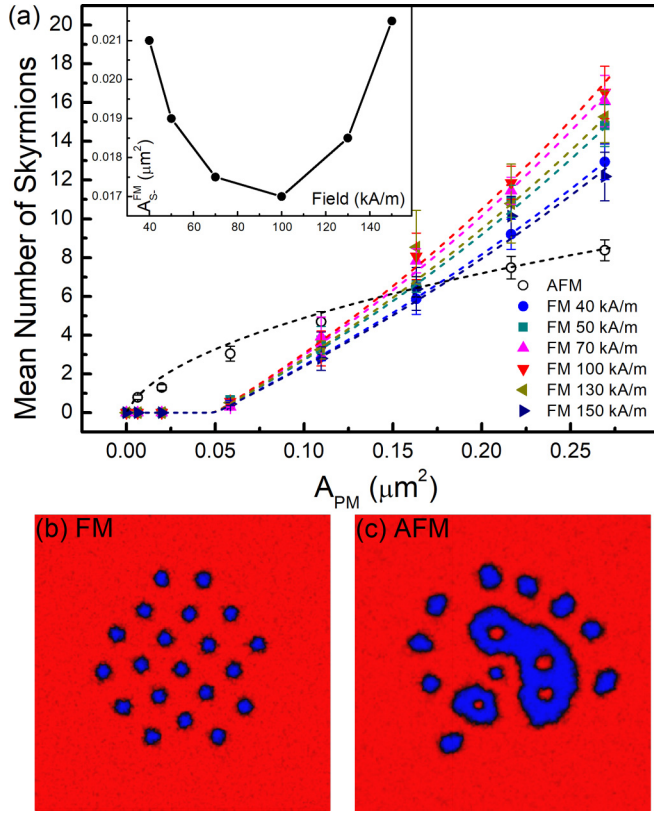 (a)
20
18
16
14
12
10
8
6
4
2
0
Mean Number of Skyrmions
0.021
0.020
0.019
0.018
0.017
A_S-^FM (μm²)
Field (kA/m)
40 60 80 100 120 140 160
AFM
FM 40 kA/m
FM 50 kA/m
FM 70 kA/m
FM 100 kA/m
FM 130 kA/m
FM 150 kA/m
0.00 0.05 0.10 0.15 0.20 0.25
A_PM (μm²)
(b) FM
(c) AFM